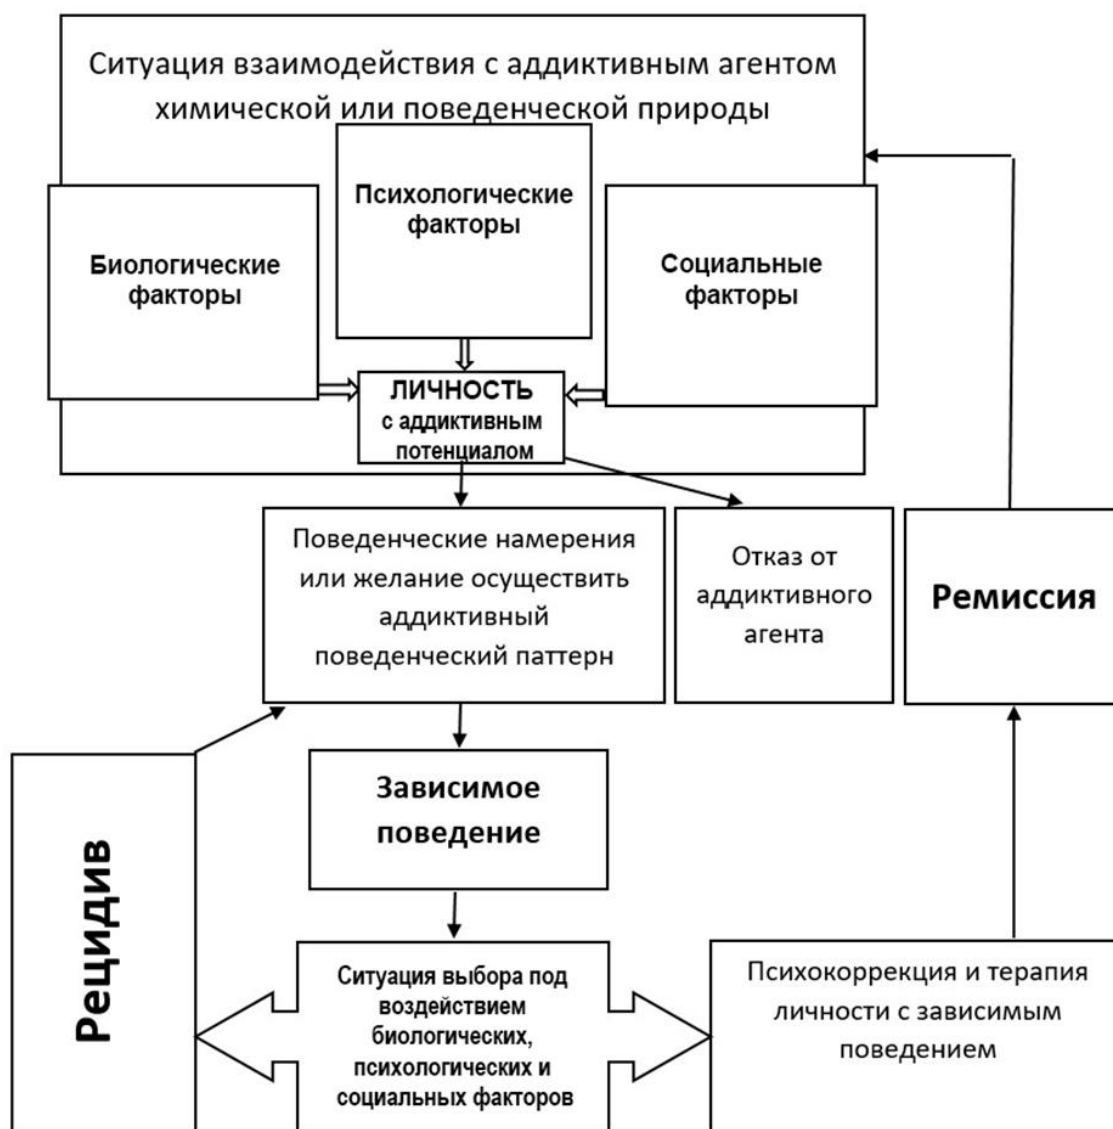 Ситуация взаимодействия с аддиктивным агентом
химической или поведенческой природы
Психологические
факторы
Биологические
факторы
Социальные
факторы
ЛИЧНОСТЬ
с аддиктивным
потенциалом
Поведенческие намерения
или желание осуществить
аддиктивный
поведенческий паттерн
Отказ от
аддиктивного
агента
Ремиссия
Зависимое
поведение
Рецидив
Ситуация выбора под
воздействием
биологических,
психологических и
социальных факторов
Психокоррекция и терапия
личности с зависимым
поведением